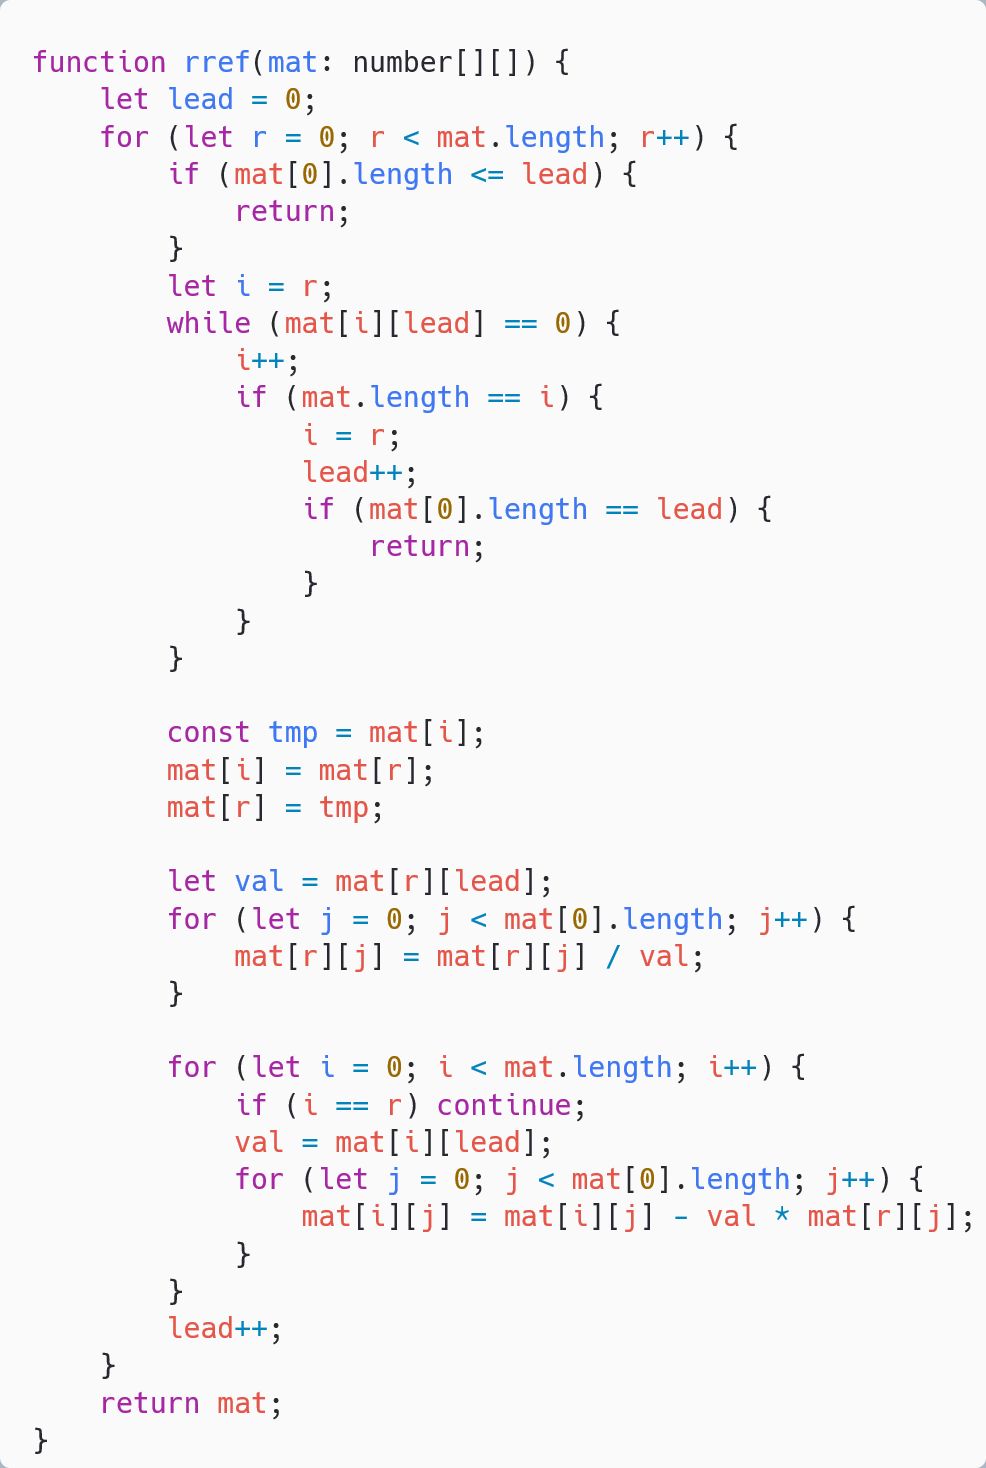 function rref(mat: number[][]) {
    let lead = 0;
    for (let r = 0; r < mat.length; r++) {
        if (mat[0].length <= lead) {
            return;
        }
        let i = r;
        while (mat[i][lead] == 0) {
            i++;
            if (mat.length == i) {
                i = r;
                lead++;
                if (mat[0].length == lead) {
                    return;
                }
            }
        }

        const tmp = mat[i];
        mat[i] = mat[r];
        mat[r] = tmp;

        let val = mat[r][lead];
        for (let j = 0; j < mat[0].length; j++) {
            mat[r][j] = mat[r][j] / val;
        }

        for (let i = 0; i < mat.length; i++) {
            if (i == r) continue;
            val = mat[i][lead];
            for (let j = 0; j < mat[0].length; j++) {
                mat[i][j] = mat[i][j] - val * mat[r][j];
            }
        }
        lead++;
    }
    return mat;
}